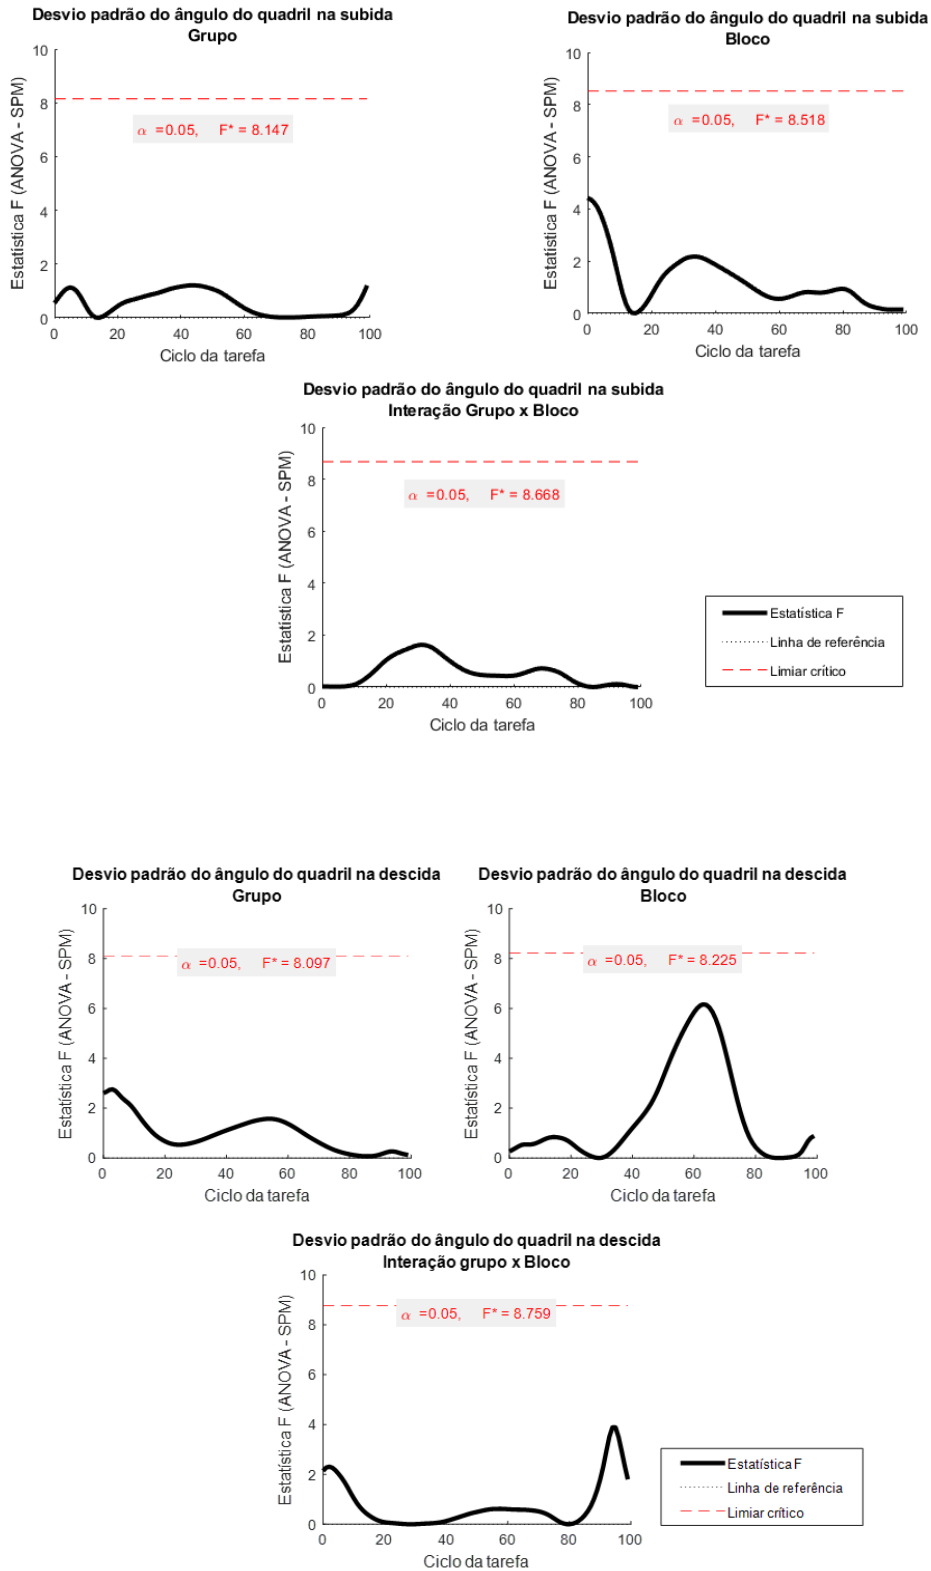 Desvio padrão do ângulo do quadril na subida
Grupo
10
8
6
4
2
0
Estatística F (ANOVA - SPM)
α =0.05, F* = 8.147
0 20 40 60 80 100
Ciclo da tarefa
Desvio padrão do ângulo do quadril na subida
Bloco
10
8
6
4
2
0
Estatística F (ANOVA - SPM)
α =0.05, F* = 8.518
0 20 40 60 80 100
Ciclo da tarefa
Desvio padrão do ângulo do quadril na subida
Interação Grupo x Bloco
10
8
6
4
2
0
Estatística F (ANOVA - SPM)
α =0.05, F* = 8.668
0 20 40 60 80 100
Ciclo da tarefa
Estatística F
Linha de referência
Limiar crítico
Desvio padrão do ângulo do quadril na descida
Grupo
10
8
6
4
2
0
Estatística F (ANOVA - SPM)
α =0.05, F* = 8.097
0 20 40 60 80 100
Ciclo da tarefa
Desvio padrão do ângulo do quadril na descida
Bloco
10
8
6
4
2
0
Estatística F (ANOVA - SPM)
α =0.05, F* = 8.225
0 20 40 60 80 100
Ciclo da tarefa
Desvio padrão do ângulo do quadril na descida
Interação grupo x Bloco
10
8
6
4
2
0
Estatística F (ANOVA - SPM)
α =0.05, F* = 8.759
0 20 40 60 80 100
Ciclo da tarefa
Estatística F
Linha de referência
Limiar crítico